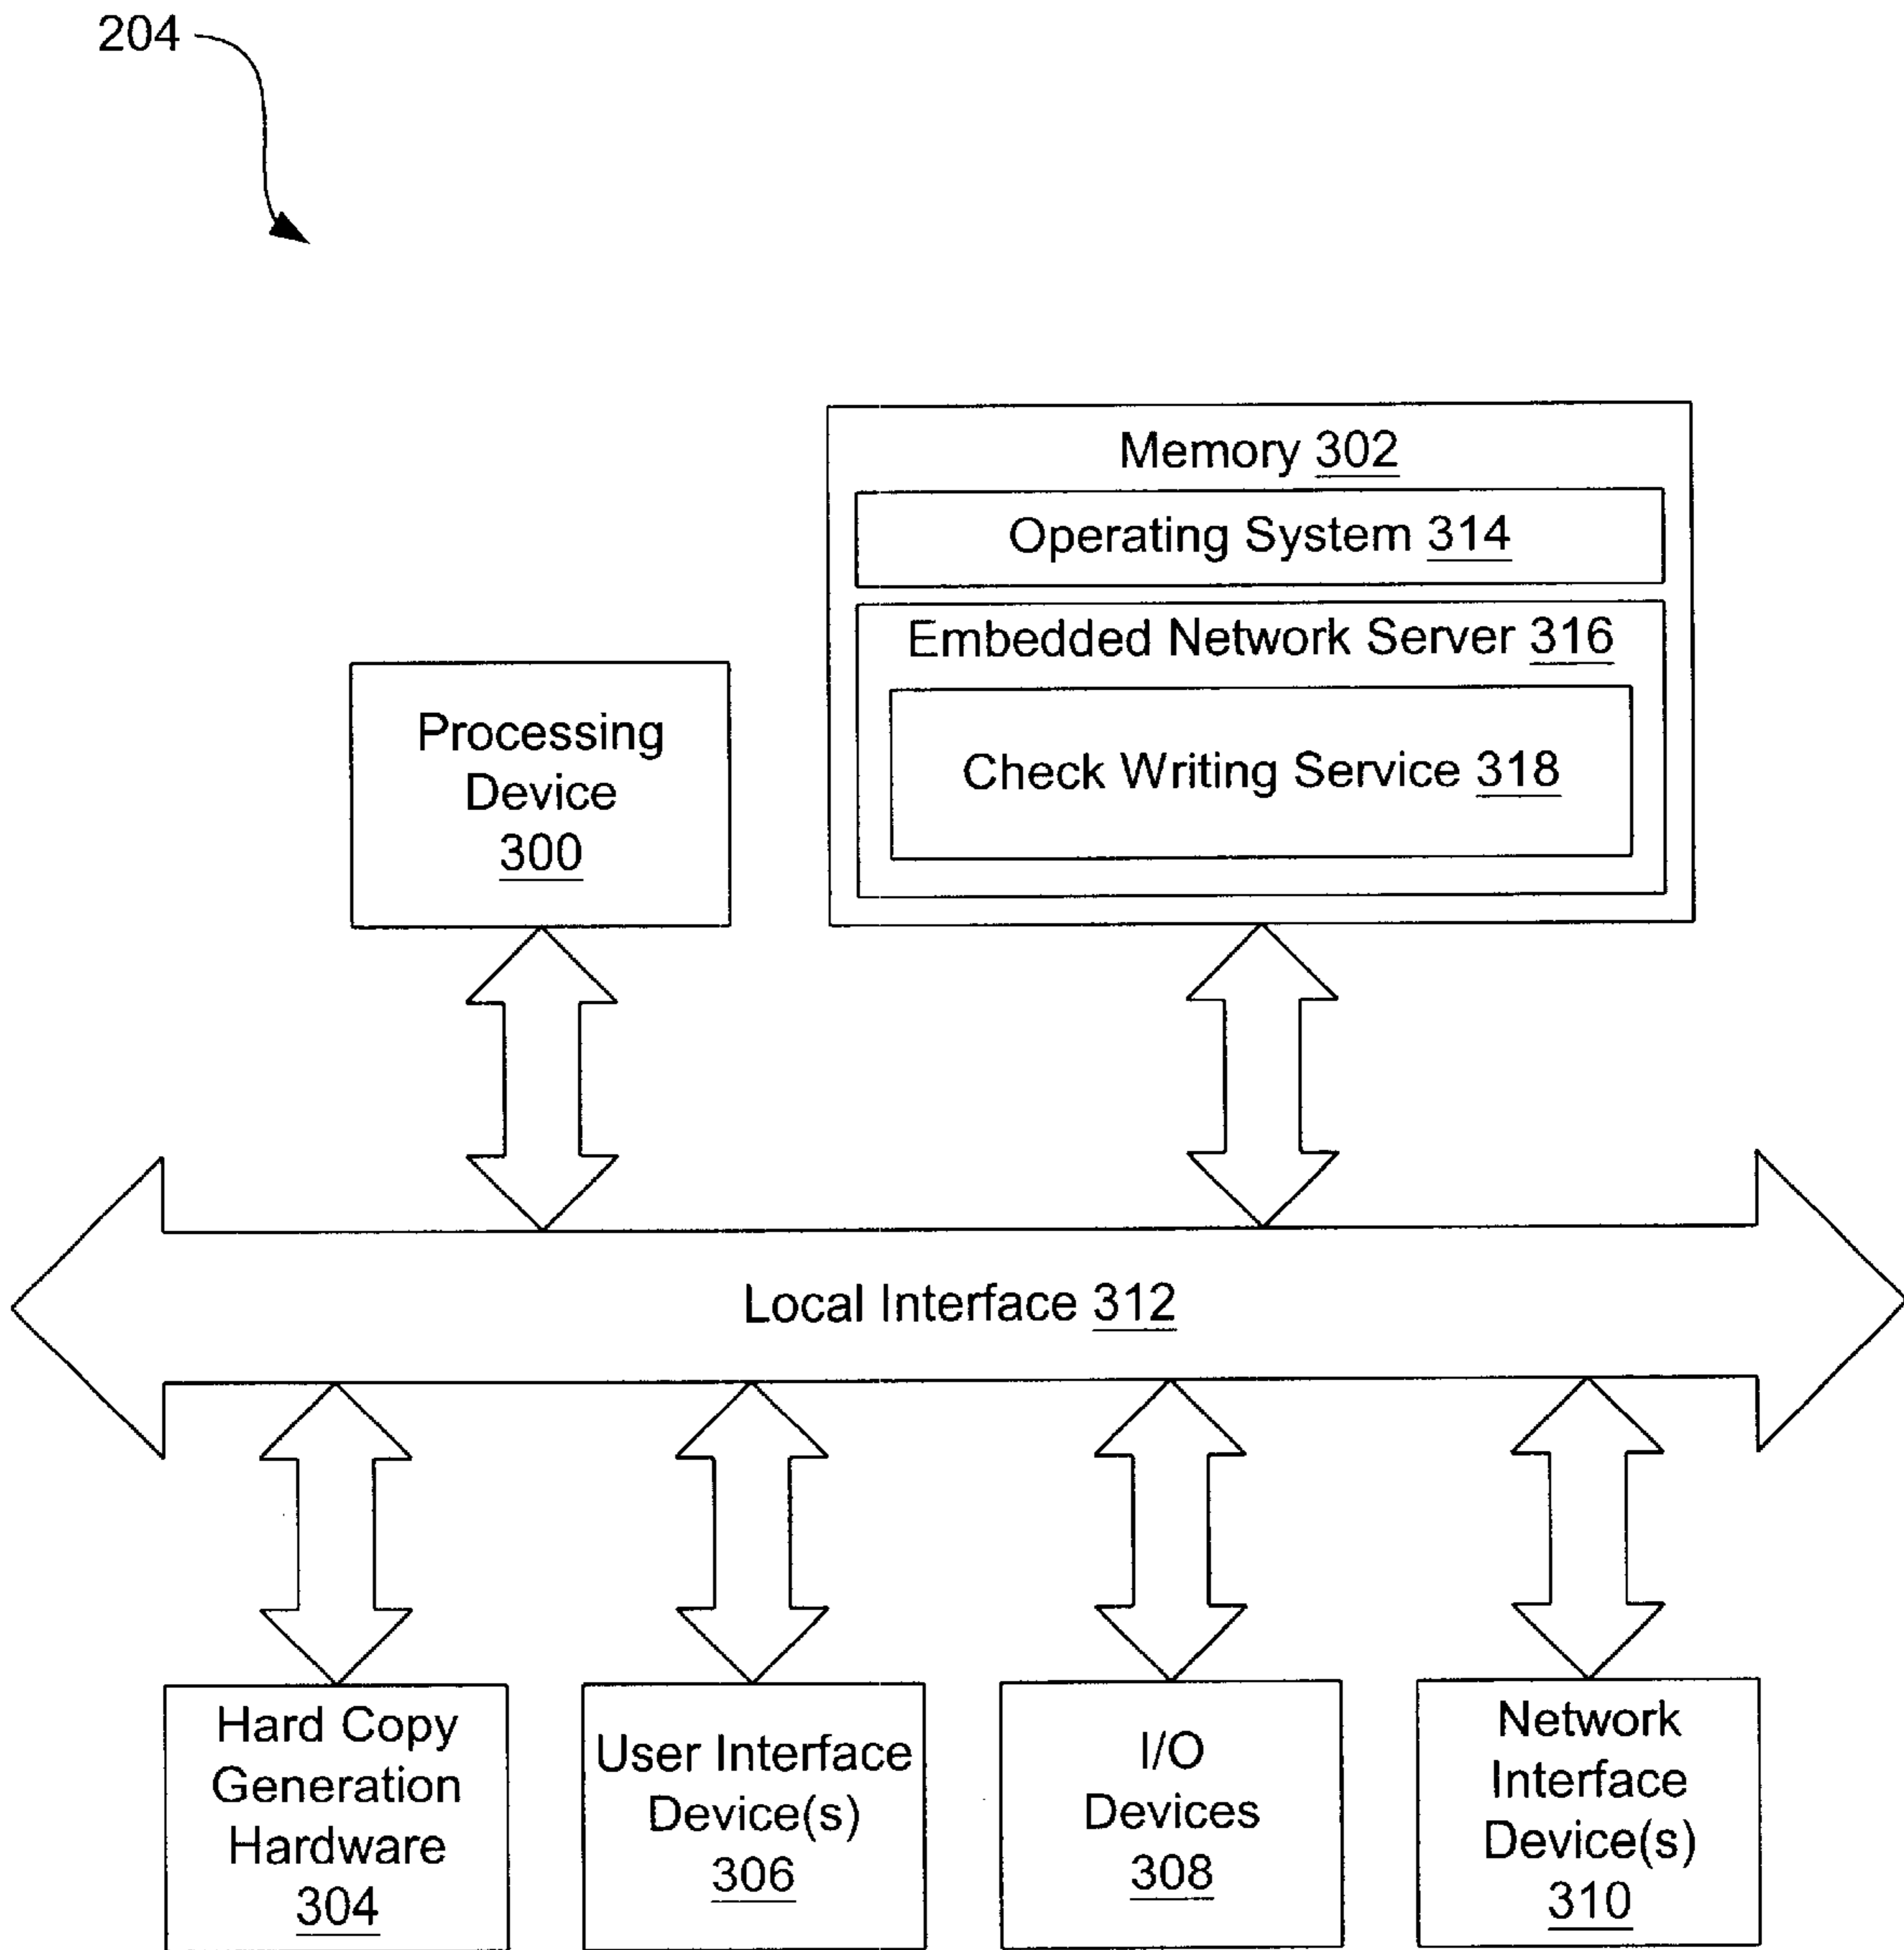 204
Memory 302
Operating System 314
Embedded Network Server 316
Check Writing Service 318
Processing
Device
300
Local Interface 312
Hard Copy
Generation
Hardware
304
User Interface
Device(s)
306
I/O
Devices
308
Network
Interface
Device(s)
310